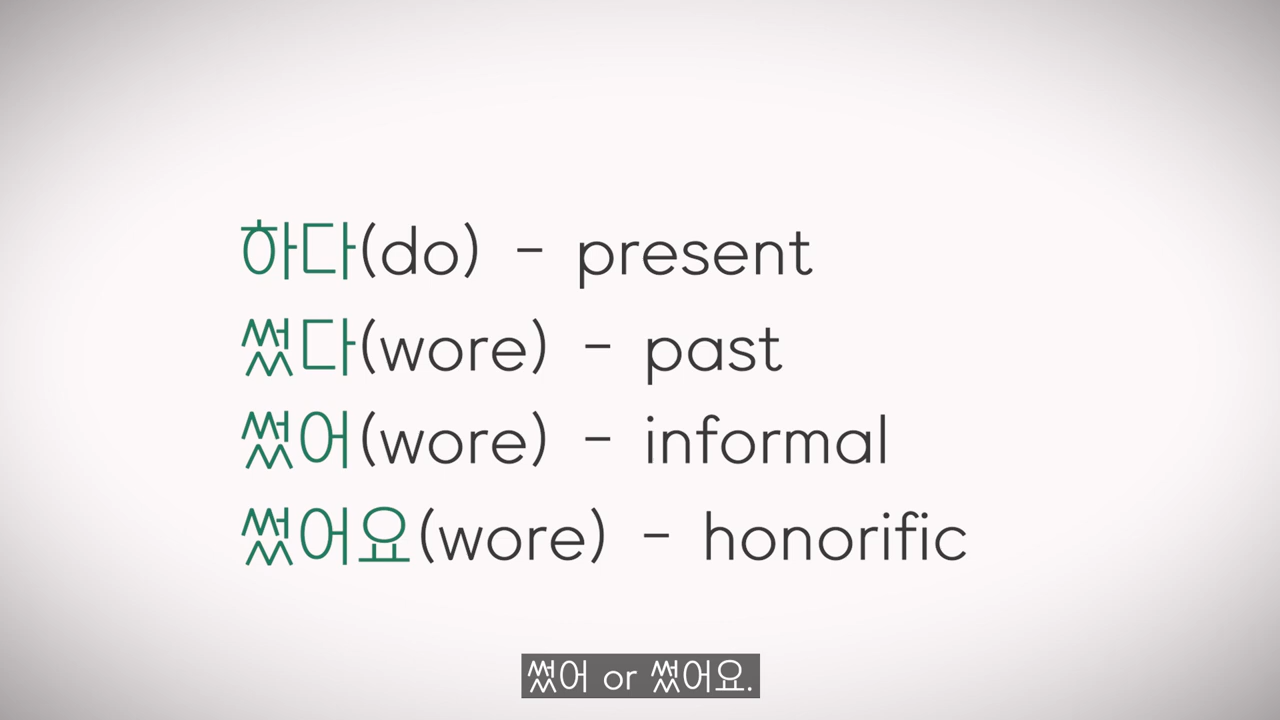 하다(do) - present
썼다(wore) - past
썼어(wore) - informal
썼어요(wore) - honorific
썼어 or 썼어요.